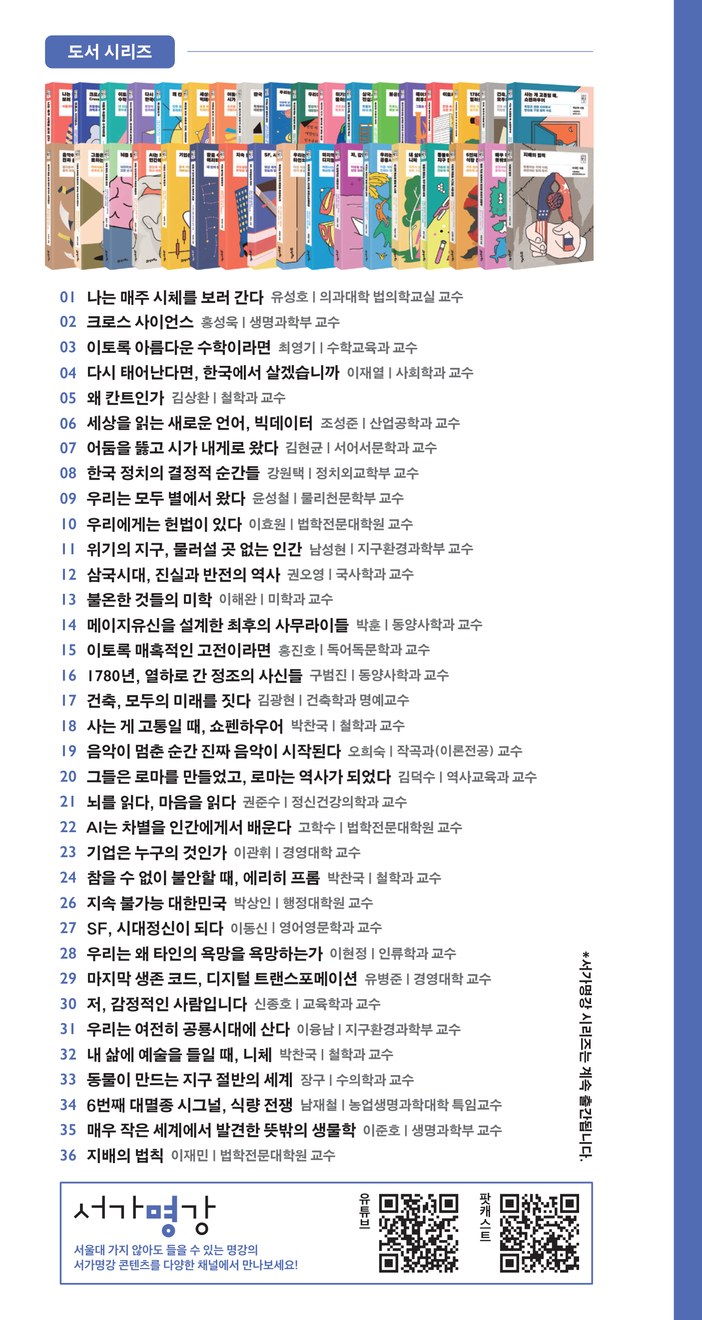 도서 시리즈
01 나는 매주 시체를 보러 간다 유성호 | 의과대학 법의학교실 교수
02 크로스 사이언스 홍성욱 | 생명과학부 교수
03 이토록 아름다운 수학이라면 최영기 | 수학교육과 교수
04 다시 태어난다면, 한국에서 살겠습니까 이재열 | 사회학과 교수
05 왜 칸트인가 김상환 | 철학과 교수
06 세상을 읽는 새로운 언어, 빅데이터 조성준 | 산업공학과 교수
07 어둠을 뚫고 시가 내게로 왔다 김현균 | 서어서문학과 교수
08 한국 정치의 결정적 순간들 강원택 | 정치외교학부 교수
09 우리는 모두 별에서 왔다 윤성철 | 물리천문학부 교수
10 우리에게는 헌법이 있다 이효원 | 법학전문대학원 교수
11 위기의 지구, 물러설 곳 없는 인간 남성현 | 지구환경과학부 교수
12 삼국시대, 진실과 반전의 역사 권오영 | 국사학과 교수
13 불온한 것들의 미학 이해완 | 미학과 교수
14 메이지유신을 설계한 최후의 사무라이들 박훈 | 동양사학과 교수
15 이토록 매혹적인 고전이라면 홍진호 | 독어독문학과 교수
16 1780년, 열하로 간 정조의 사신들 구범진 | 동양사학과 교수
17 건축, 모두의 미래를 짓다 김광현 | 건축학과 명예교수
18 사는 게 고통일 때, 쇼펜하우어 박찬국 | 철학과 교수
19 음악이 멈춘 순간 진짜 음악이 시작된다 오희숙 | 작곡과(이론전공) 교수
20 그들은 로마를 만들었고, 로마는 역사가 되었다 김덕수 | 역사교육과 교수
21 뇌를 읽다, 마음을 읽다 권준수 | 정신건강의학과 교수
22 AI는 차별을 인간에게서 배운다 고학수 | 법학전문대학원 교수
23 기업은 누구의 것인가 이관휘 | 경영대학 교수
24 참을 수 없이 불안할 때, 에리히 프롬 박찬국 | 철학과 교수
26 지속 불가능 대한민국 박상인 | 행정대학원 교수
27 SF, 시대정신이 되다 이동신 | 영어영문학과 교수
28 우리는 왜 타인의 욕망을 욕망하는가 이현정 | 인류학과 교수
29 마지막 생존 코드, 디지털 트랜스포메이션 유병준 | 경영대학 교수
30 저, 감정적인 사람입니다 신종호 | 교육학과 교수
31 우리는 여전히 공룡시대에 산다 이융남 | 지구환경과학부 교수
32 내 삶에 예술을 들일 때, 니체 박찬국 | 철학과 교수
33 동물이 만드는 지구 절반의 세계 장구 | 수의학과 교수
34 6번째 대멸종 시그널, 식량 전쟁 남재철 | 농업생명과학대학 특임교수
35 매우 작은 세계에서 발견한 뜻밖의 생물학 이준호 | 생명과학부 교수
36 지배의 법칙 이재민 | 법학전문대학원 교수
*서가명강 시리즈는 계속 출간됩니다.
서가명강
서울대 가지 않아도 들을 수 있는 명강의
서가명강 콘텐츠를 다양한 채널에서 만나보세요!
유튜브
팟캐스트